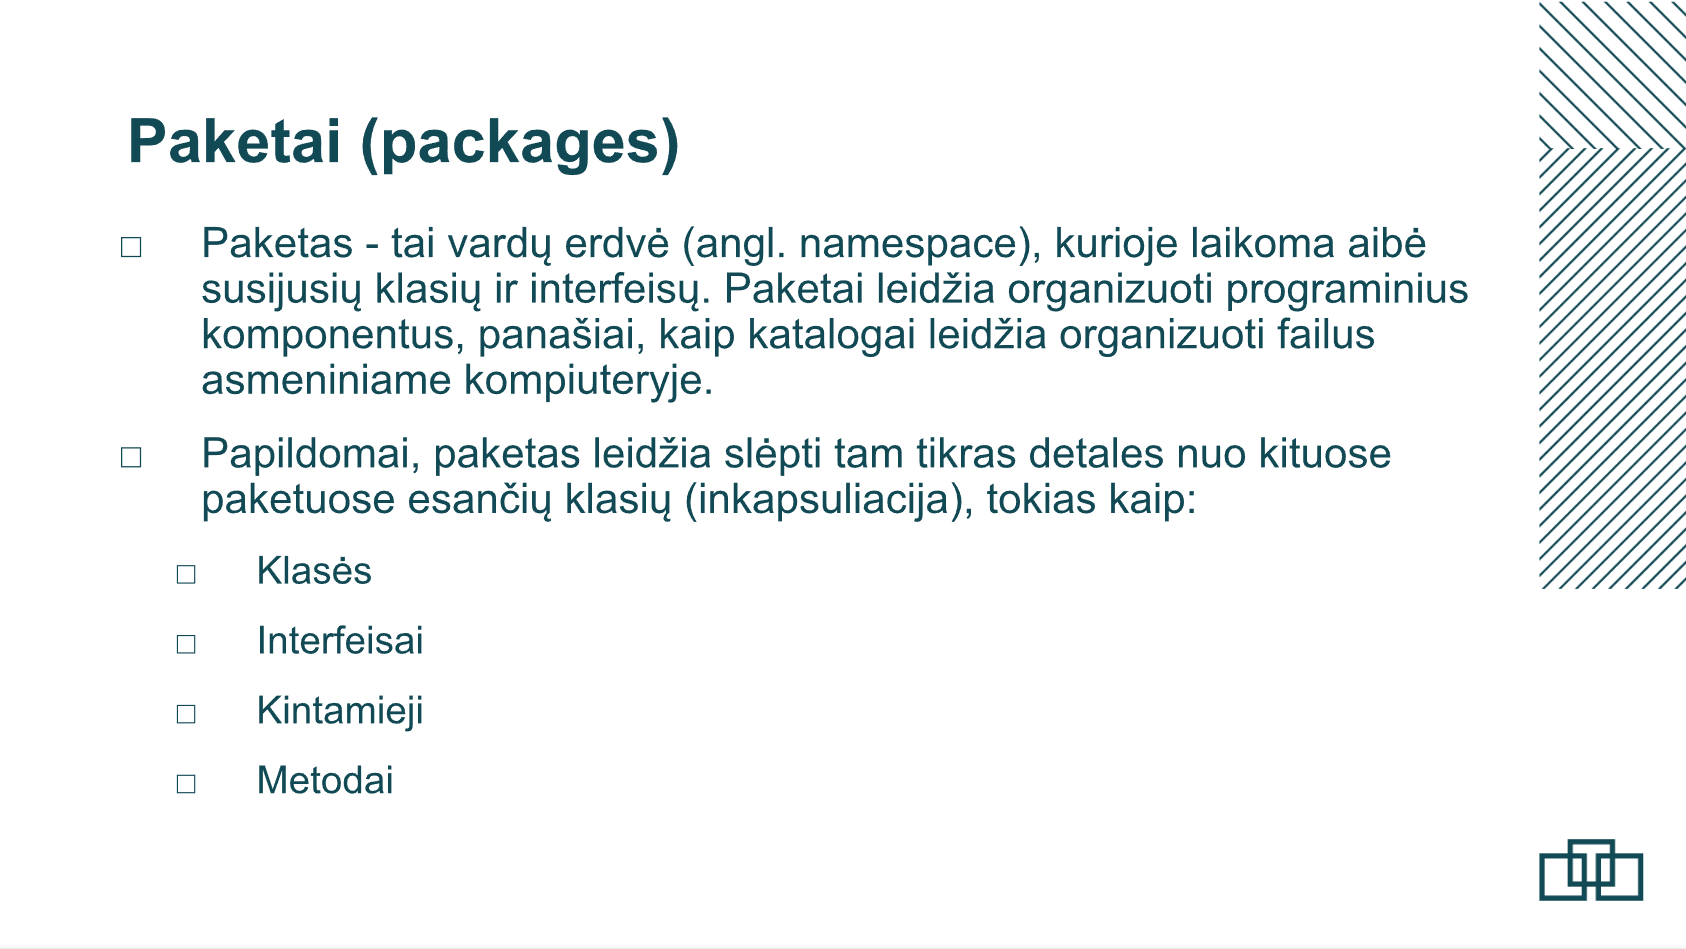 Paketai (packages)
Paketas - tai vardų erdvė (angl. namespace), kurioje laikoma aibė
susijusių klasių ir interfeisų. Paketai leidžia organizuoti programinius
komponentus, panašiai, kaip katalogai leidžia organizuoti failus
asmeniniame kompiuteryje.
Papildomai, paketas leidžia slėpti tam tikras detales nuo kituose
paketuose esančių klasių (inkapsuliacija), tokias kaip:
Klasės
Interfeisai
Kintamieji
Metodai